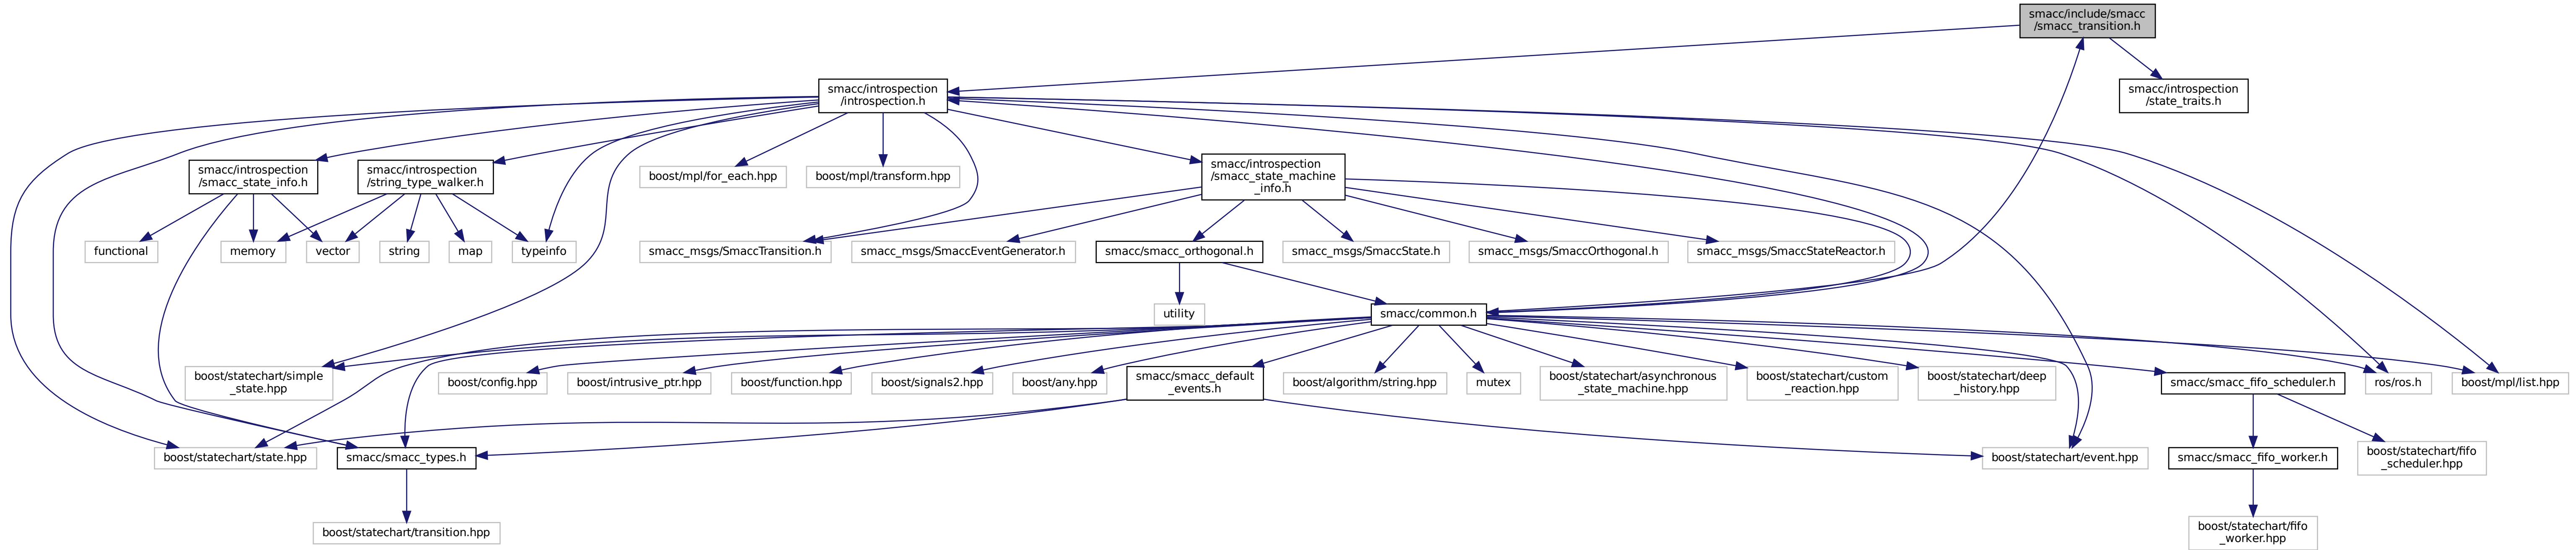 smacc/include/smacc
/smacc_transition.h
smacc/introspection
/introspection.h
smacc/introspection
/state_traits.h
smacc/introspection
/smacc_state_info.h
smacc/introspection
/string_type_walker.h
boost/mpl/for_each.hpp
boost/mpl/transform.hpp
smacc/introspection
/smacc_state_machine
_info.h
functional
memory
vector
string
map
typeinfo
smacc_msgs/SmaccTransition.h
smacc_msgs/SmaccEventGenerator.h
smacc/smacc_orthogonal.h
smacc_msgs/SmaccState.h
smacc_msgs/SmaccOrthogonal.h
smacc_msgs/SmaccStateReactor.h
utility
smacc/common.h
boost/statechart/simple
_state.hpp
boost/config.hpp
boost/intrusive_ptr.hpp
boost/function.hpp
boost/signals2.hpp
boost/any.hpp
smacc/smacc_default
_events.h
boost/algorithm/string.hpp
mutex
boost/statechart/asynchronous
_state_machine.hpp
boost/statechart/custom
_reaction.hpp
boost/statechart/deep
_history.hpp
smacc/smacc_fifo_scheduler.h
ros/ros.h
boost/mpl/list.hpp
boost/statechart/state.hpp
smacc/smacc_types.h
boost/statechart/event.hpp
smacc/smacc_fifo_worker.h
boost/statechart/fifo
_scheduler.hpp
boost/statechart/transition.hpp
boost/statechart/fifo
_worker.hpp